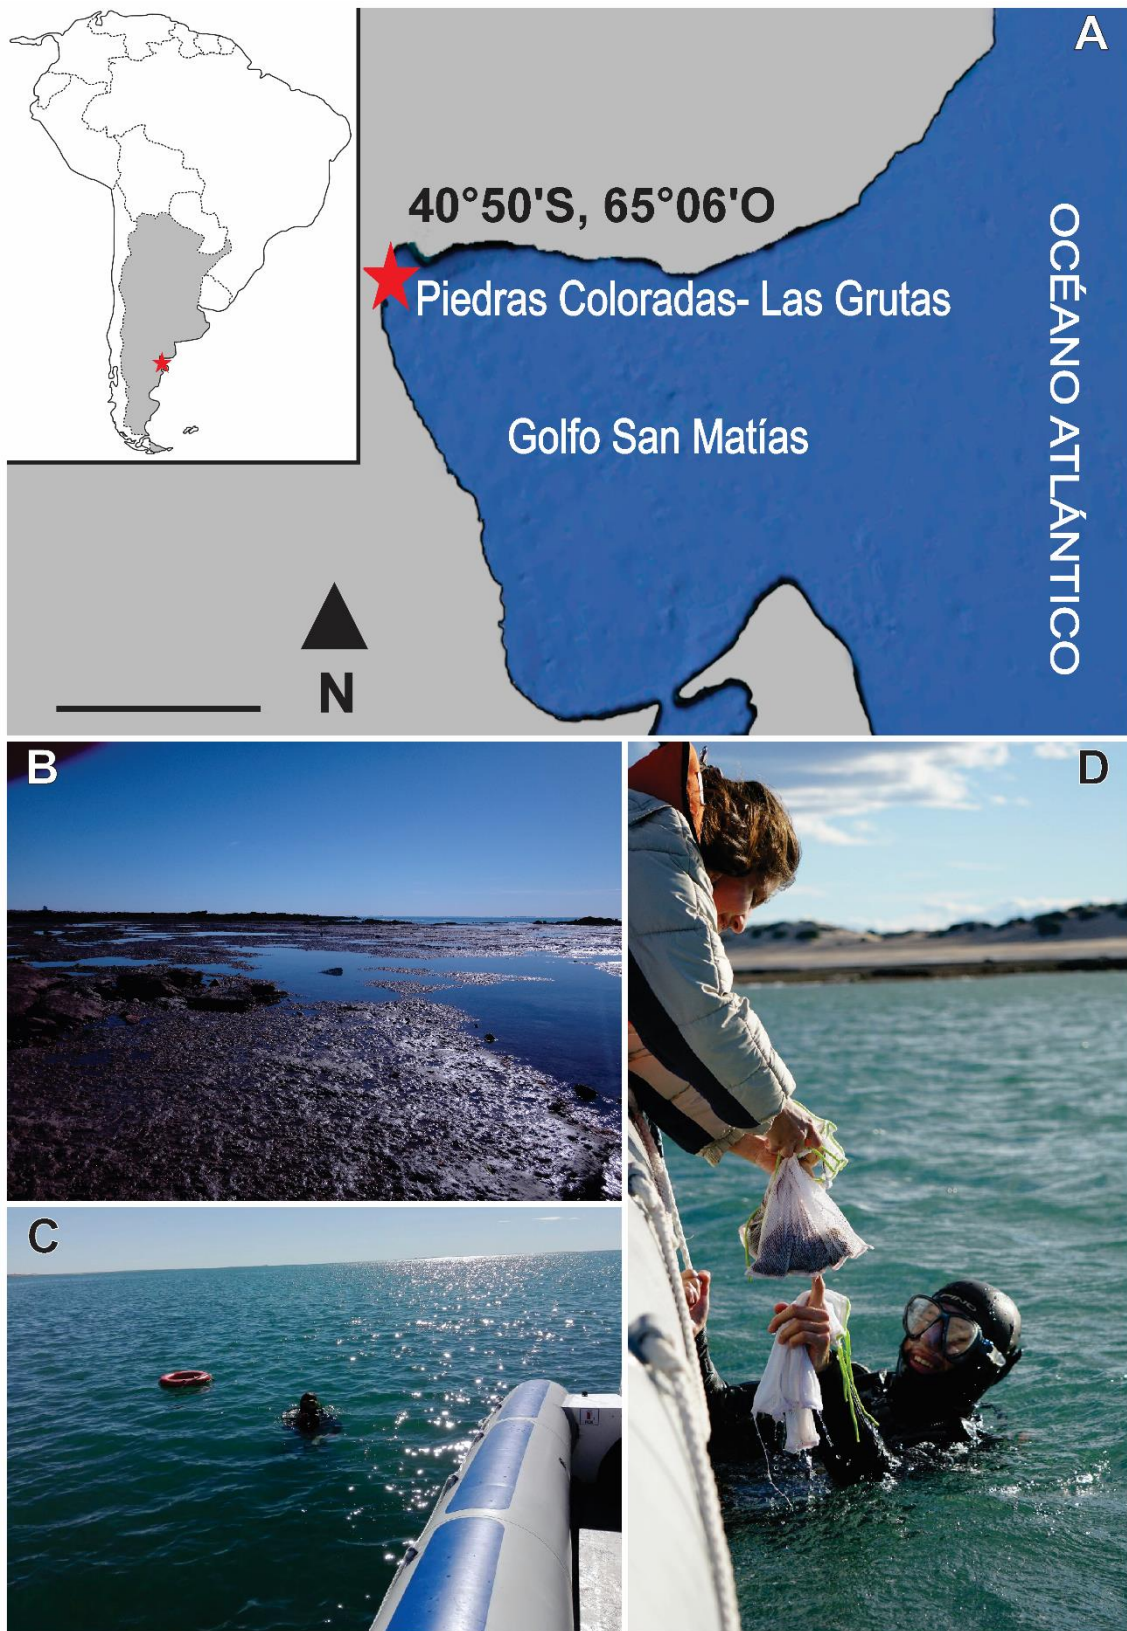 A
40°50'S, 65°06'O
Piedras Coloradas- Las Grutas
Golfo San Matías
OCÉANO ATLÁNTICO
N
B
C
D